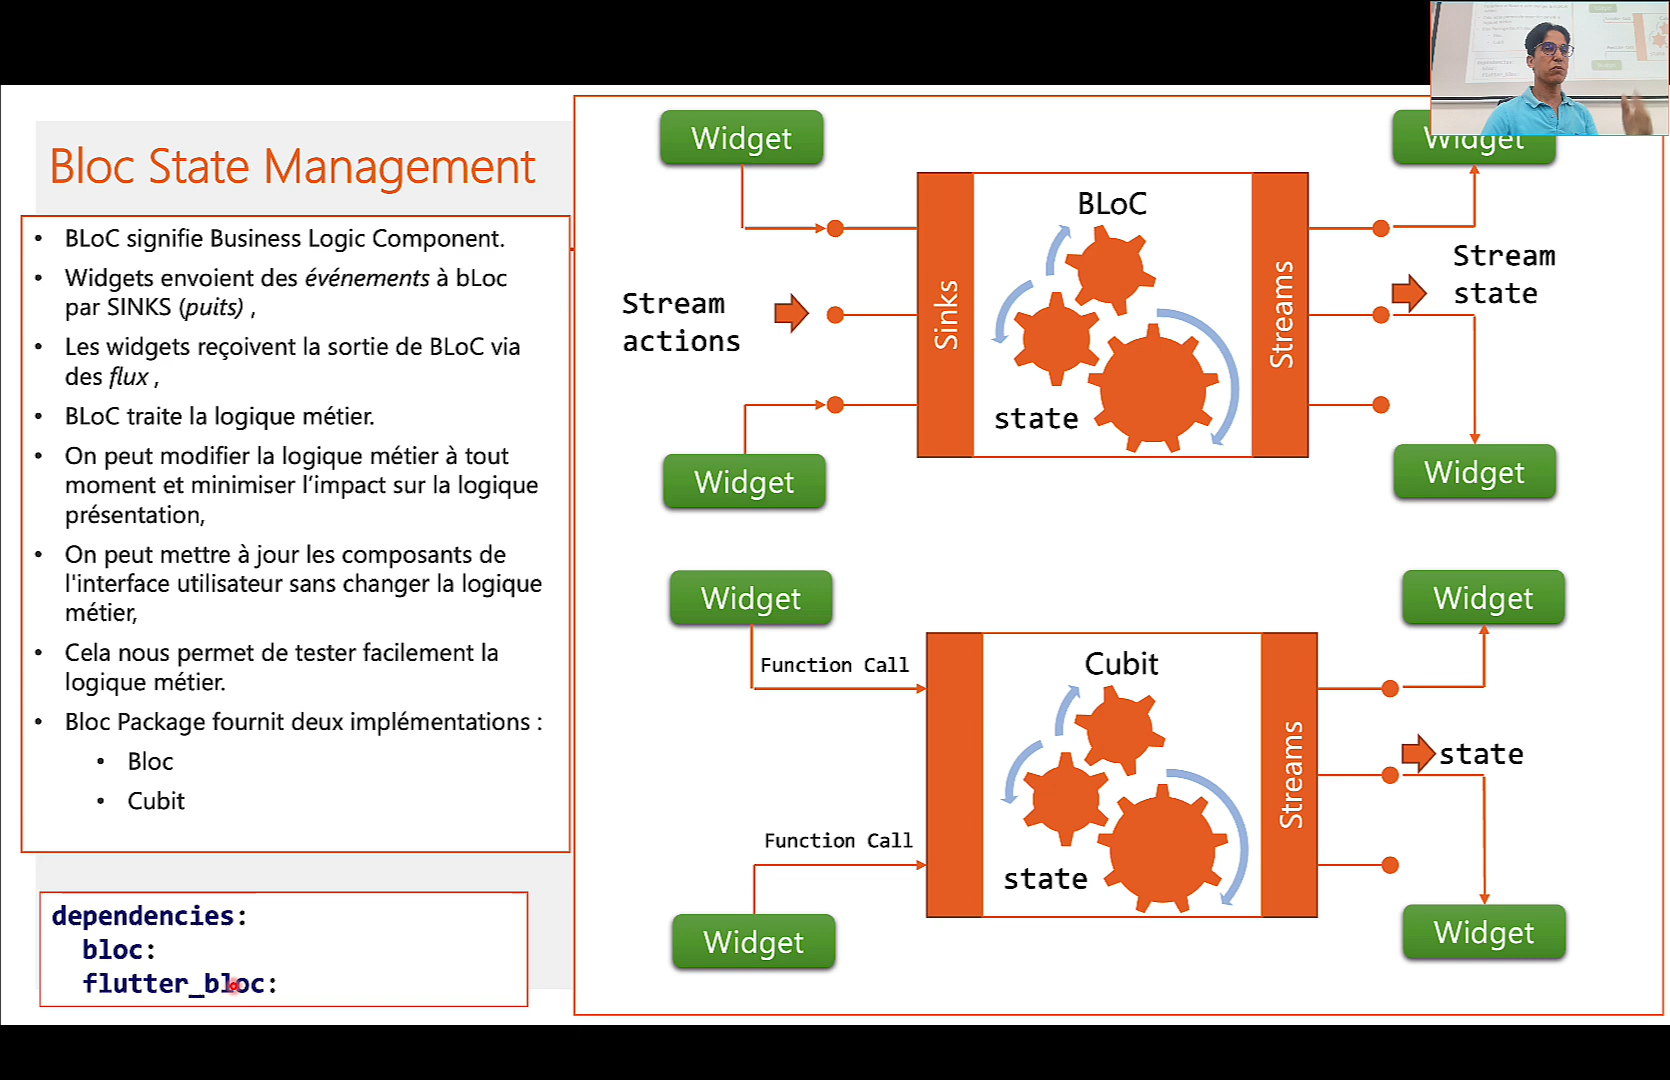 Bloc State Management
• BLoC signifie Business Logic Component.
• Widgets envoient des événements à bLoc
par SINKS (puits) ,
• Les widgets reçoivent la sortie de BLoC via
des flux ,
• BLoC traite la logique métier.
• On peut modifier la logique métier à tout
moment et minimiser l’impact sur la logique
présentation,
• On peut mettre à jour les composants de
l'interface utilisateur sans changer la logique
métier,
• Cela nous permet de tester facilement la
logique métier.
• Bloc Package fournit deux implémentations :
• Bloc
• Cubit
dependencies:
bloc:
flutter_bloc:
Widget
Widget
BLoC
Stream
actions
Sinks
state
Streams
Stream
state
Widget
Widget
Widget
Widget
Function Call
Cubit
state
Streams
state
Function Call
Widget
Widget